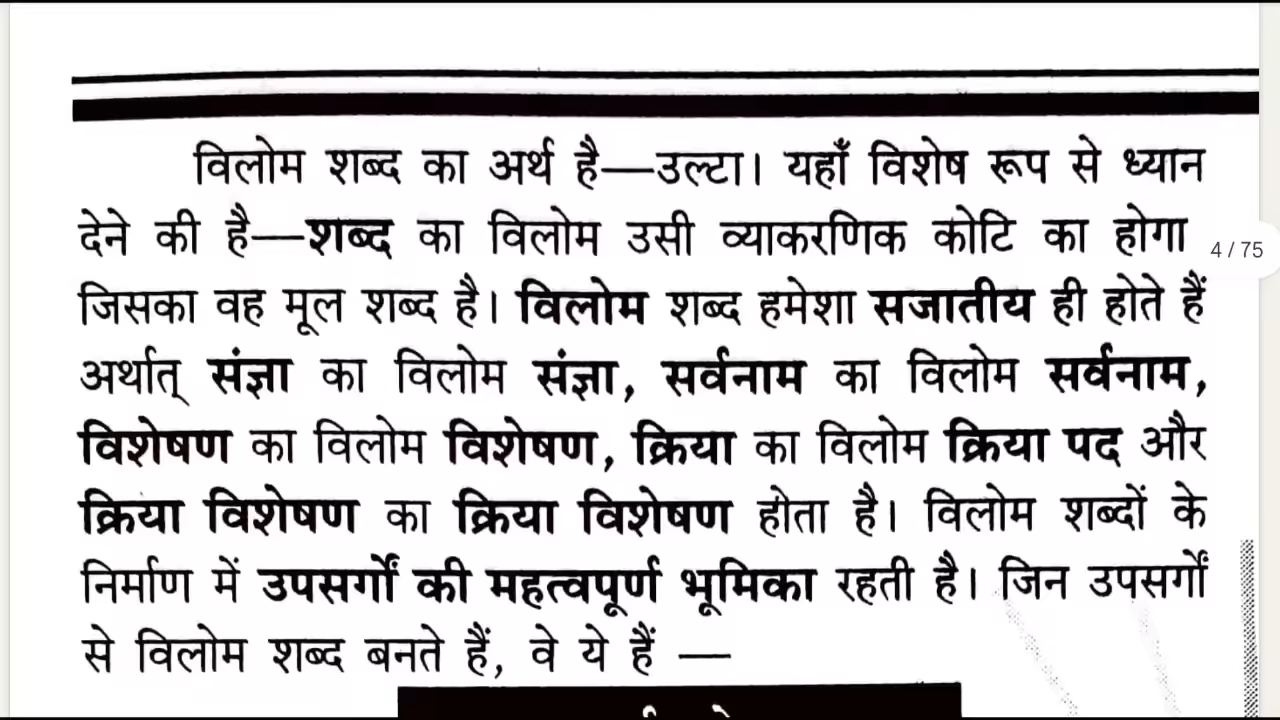 विलोम शब्द का अर्थ है—उल्टा। यहाँ विशेष रूप से ध्यान
देने की है—शब्द का विलोम उसी व्याकरणिक कोटि का होगा
4 / 75
जिसका वह मूल शब्द है। विलोम शब्द हमेशा सजातीय ही होते हैं
अर्थात् संज्ञा का विलोम संज्ञा, सर्वनाम का विलोम सर्वनाम,
विशेषण का विलोम विशेषण, क्रिया का विलोम क्रिया पद और
क्रिया विशेषण का क्रिया विशेषण होता है। विलोम शब्दों के
निर्माण में उपसर्गों की महत्वपूर्ण भूमिका रहती है। जिन उपसर्गों
से विलोम शब्द बनते हैं, वे ये हैं —